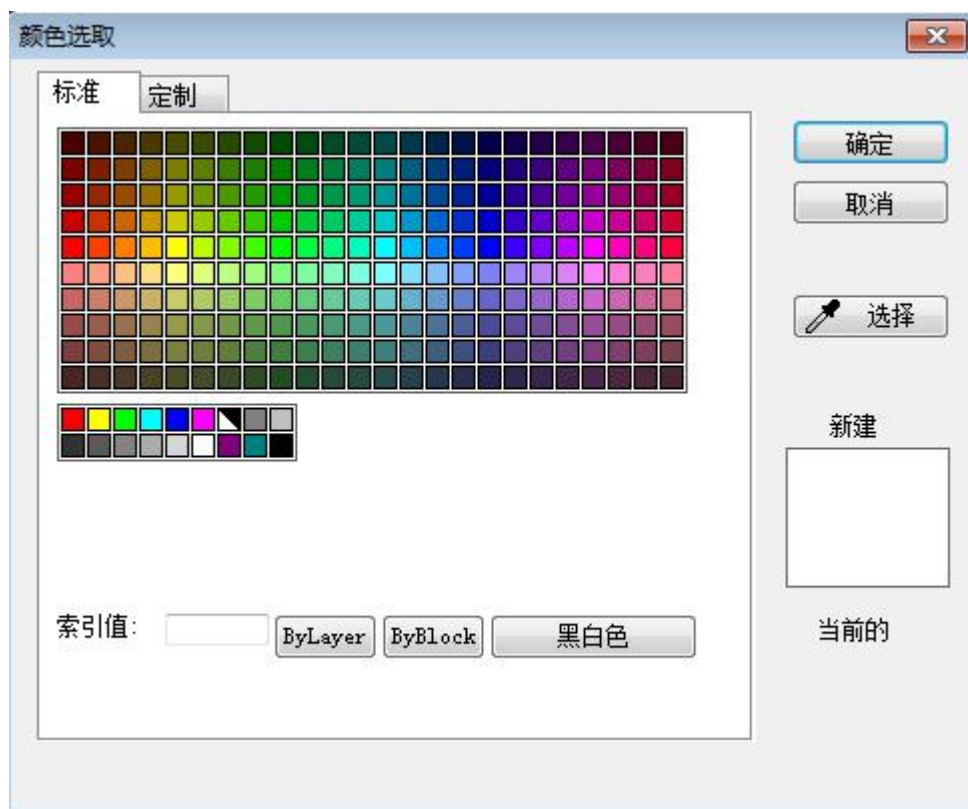 颜色选取
标准
定制
确定
取消
选择
新建
索引值:
ByLayer
ByBlock
黑白色
当前的